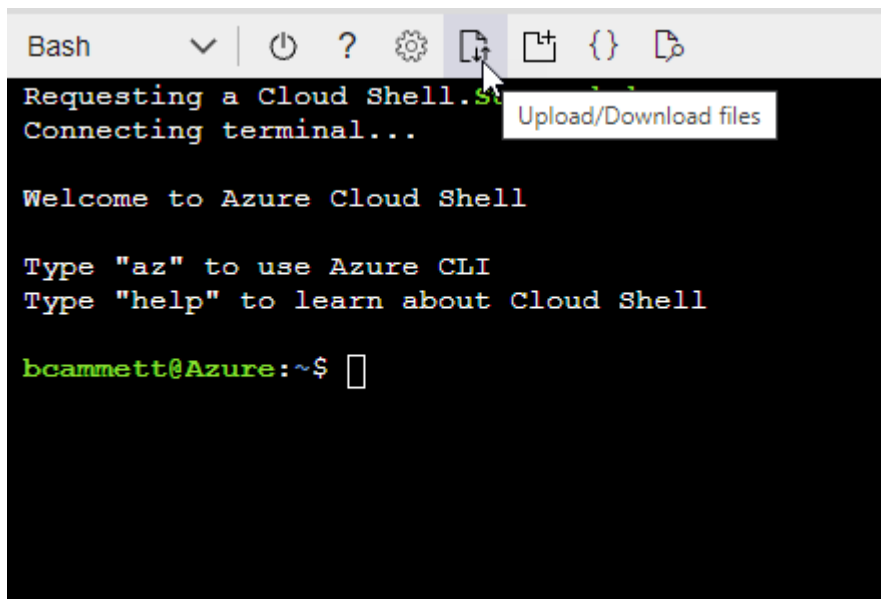 Bash ? {}
Requesting a Cloud Shell.
Upload/Download files
Connecting terminal...
Welcome to Azure Cloud Shell
Type "az" to use Azure CLI
Type "help" to learn about Cloud Shell
bcammett@Azure:~$